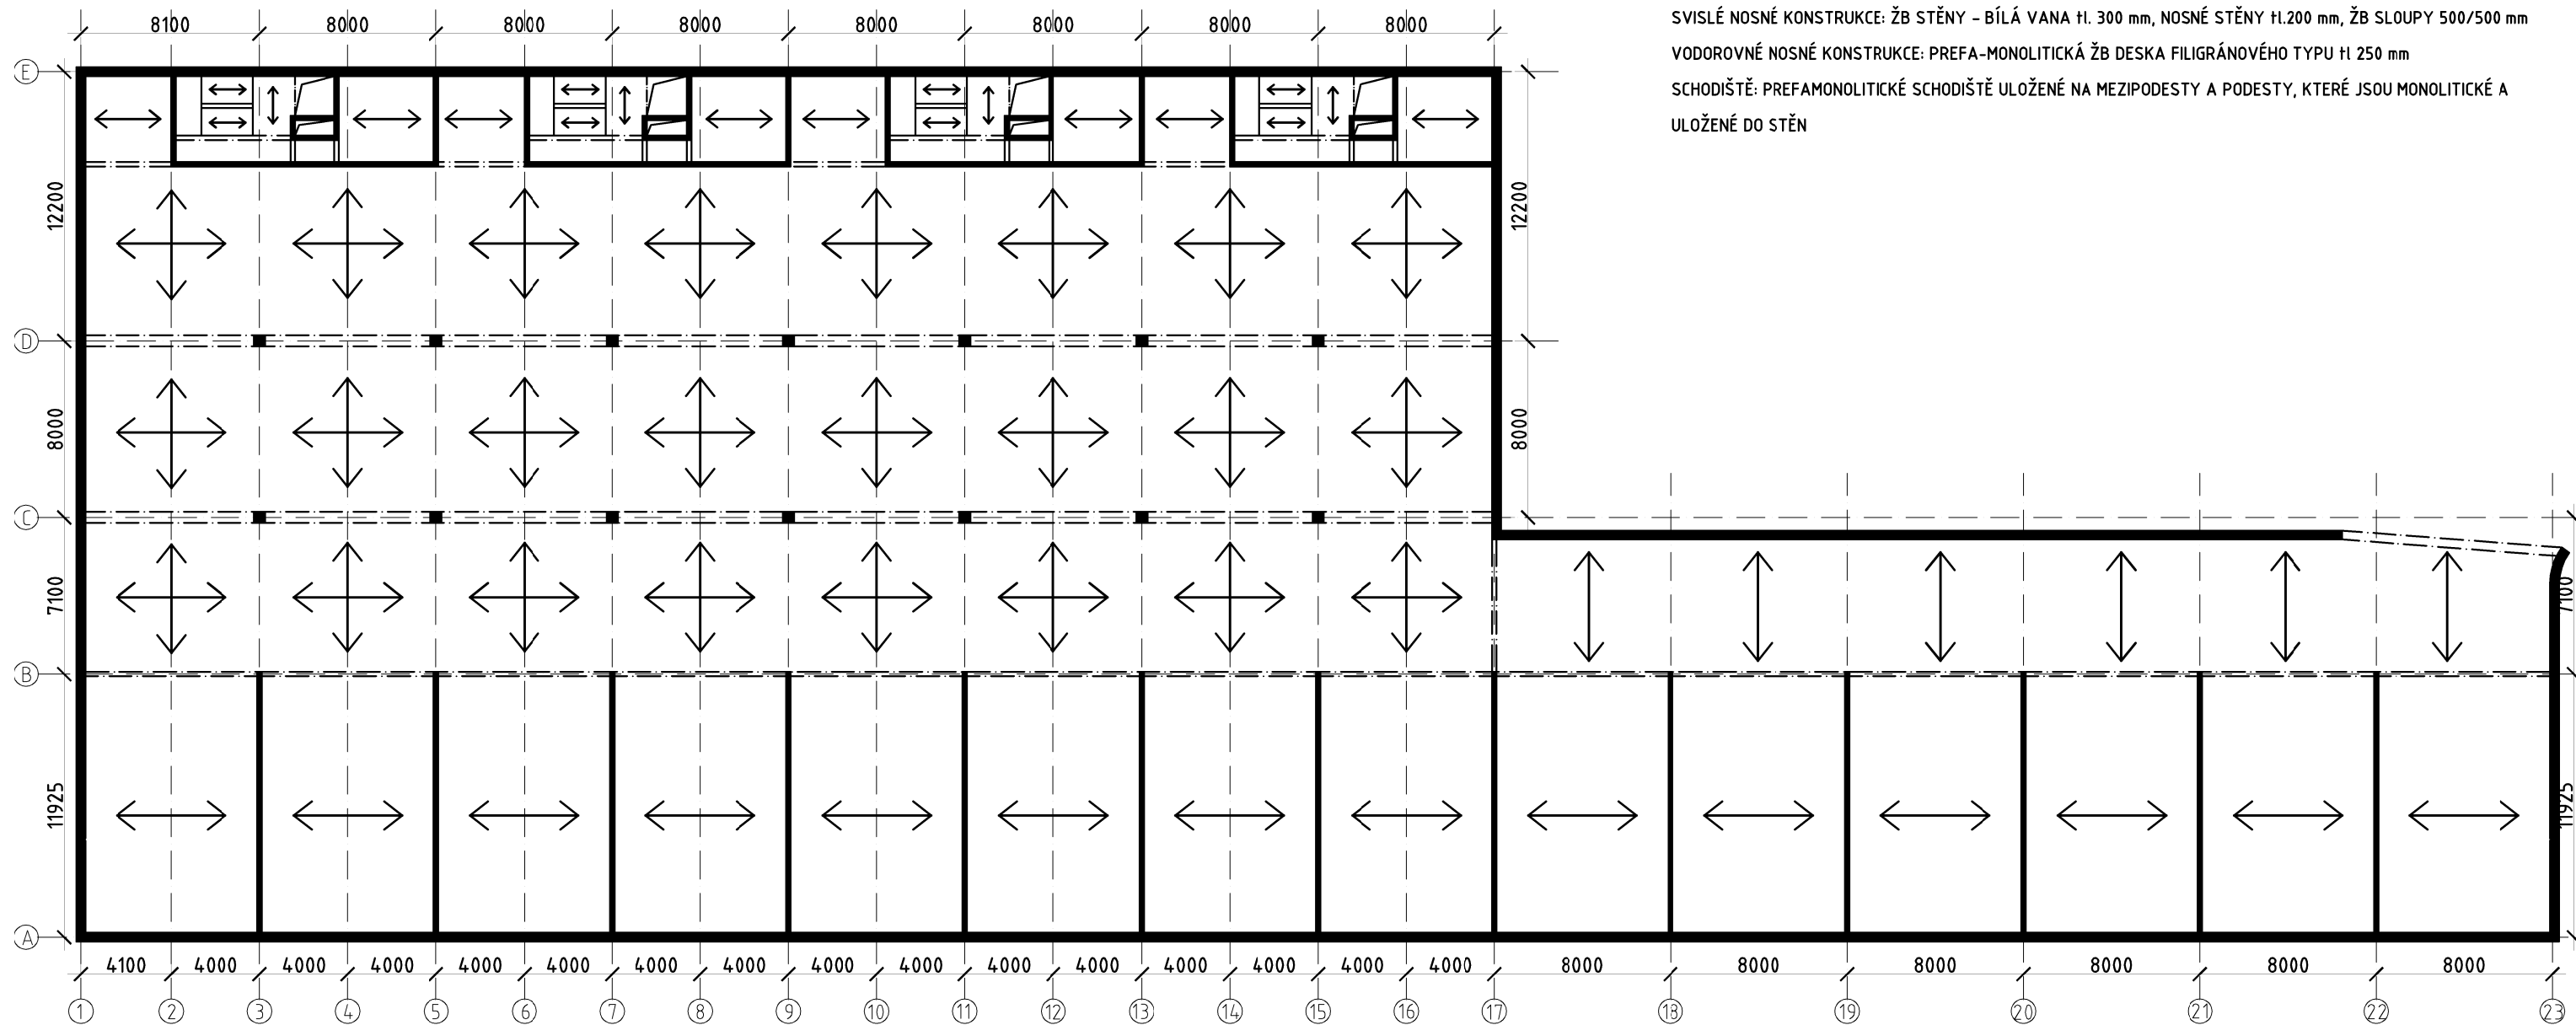 8100 8000 8000 8000 8000 8000 8000 8000
SVISLÉ NOSNÉ KONSTRUKCE: ŽB STĚNY - BÍLÁ VANA tl. 300 mm, NOSNÉ STĚNY tl.200 mm, ŽB SLOUPY 500/500 mm
VODOROVNÉ NOSNÉ KONSTRUKCE: PREFA-MONOLITICKÁ ŽB DESKA FILIGRÁNOVÉHO TYPU tl 250 mm
SCHODIŠTĚ: PREFAMONOLITICKÉ SCHODIŠTĚ ULOŽENÉ NA MEZIPODESTY A PODESTY, KTERÉ JSOU MONOLITICKÉ A
ULOŽENÉ DO STĚN
E
12200 12200
D
8000 8000
C
7100 7100
B
11925 11925
A
4100 4000 4000 4000 4000 4000 4000 4000 4000 4000 4000 4000 4000 4000 4000 4000 8000 8000 8000 8000 8000 8000
1 2 3 4 5 6 7 8 9 10 11 12 13 14 15 16 17 18 19 20 21 22 23